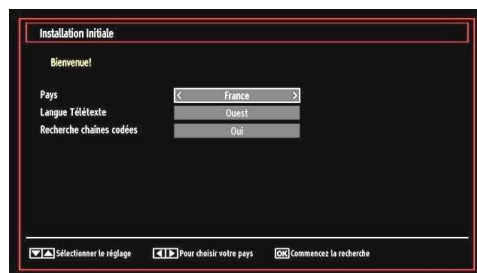 Installation Initiale
Bienvenue!
Pays < France >
Langue Télétexte Ouest
Recherche chaines codées Oui
Sélectionner le réglage Pour choisir votre pays OK Commencez la recherche